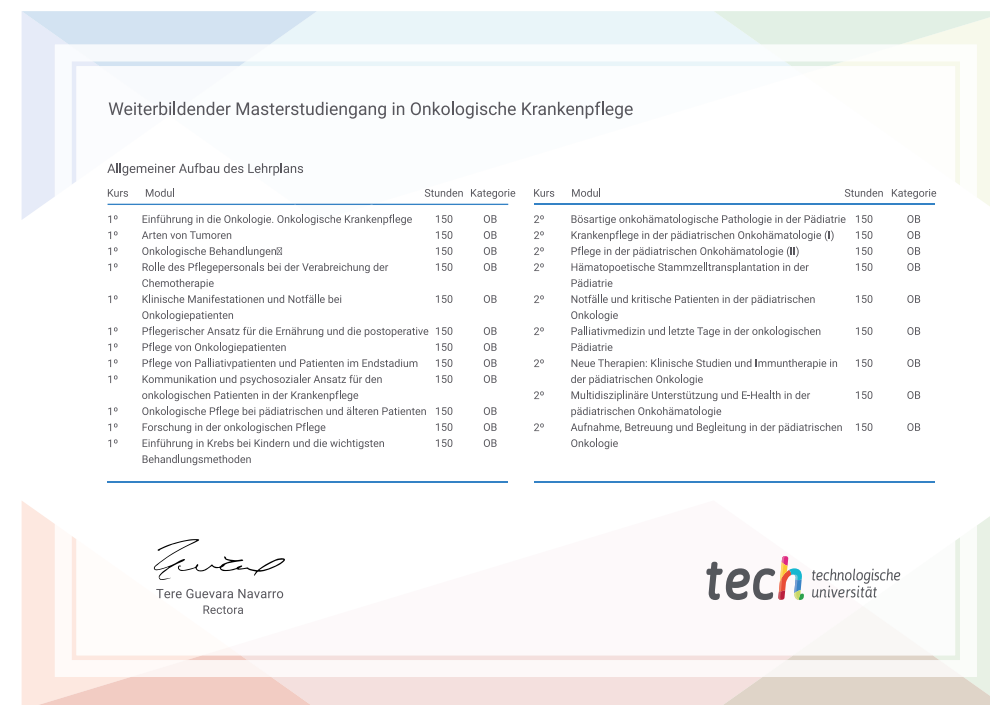 Weiterbildender Masterstudiengang in Onkologische Krankenpflege
Allgemeiner Aufbau des Lehrplans
Kurs Modul Stunden Kategorie
1º Einführung in die Onkologie. Onkologische Krankenpflege 150 OB
1º Arten von Tumoren 150 OB
1º Onkologische Behandlungen 150 OB
1º Rolle des Pflegepersonals bei der Verabreichung der 150 OB
Chemotherapie
1º Klinische Manifestationen und Notfälle bei 150 OB
Onkologiepatienten
1º Pflegerischer Ansatz für die Ernährung und die postoperative 150 OB
1º Pflege von Onkologiepatienten 150 OB
1º Pflege von Palliativpatienten und Patienten im Endstadium 150 OB
1º Kommunikation und psychosozialer Ansatz für den 150 OB
onkologischen Patienten in der Krankenpflege
1º Onkologische Pflege bei pädiatrischen und älteren Patienten 150 OB
1º Forschung in der onkologischen Pflege 150 OB
1º Einführung in Krebs bei Kindern und die wichtigsten 150 OB
Behandlungsmethoden
Kurs Modul Stunden Kategorie
2º Bösartige onkohämatologische Pathologie in der Pädiatrie 150 OB
2º Krankenpflege in der pädiatrischen Onkohämatologie (I) 150 OB
2º Pflege in der pädiatrischen Onkohämatologie (II) 150 OB
2º Hämatopoetische Stammzelltransplantation in der 150 OB
Pädiatrie
2º Notfälle und kritische Patienten in der pädiatrischen 150 OB
Onkologie
2º Palliativmedizin und letzte Tage in der onkologischen 150 OB
Pädiatrie
2º Neue Therapien: Klinische Studien und Immuntherapie in 150 OB
der pädiatrischen Onkologie
2º Multidisziplinäre Unterstützung und E-Health in der 150 OB
pädiatrischen Onkohämatologie
2º Aufnahme, Betreuung und Begleitung in der pädiatrischen 150 OB
Onkologie
Tere Guevara Navarro
Rectora
tech technologische
universität